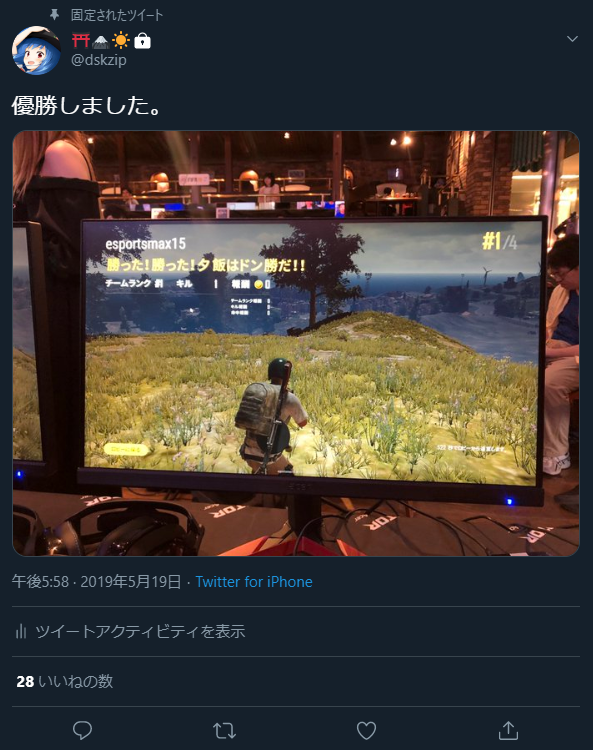 固定されたツイート
@dskzip
優勝しました。
esportsmax15
#1/4
勝った!勝った!夕飯はドン勝だ!!
チームランク #1 キル 1 報酬 0
午後5:58 · 2019年5月19日 · Twitter for iPhone
ツイートアクティビティを表示
28 いいねの数